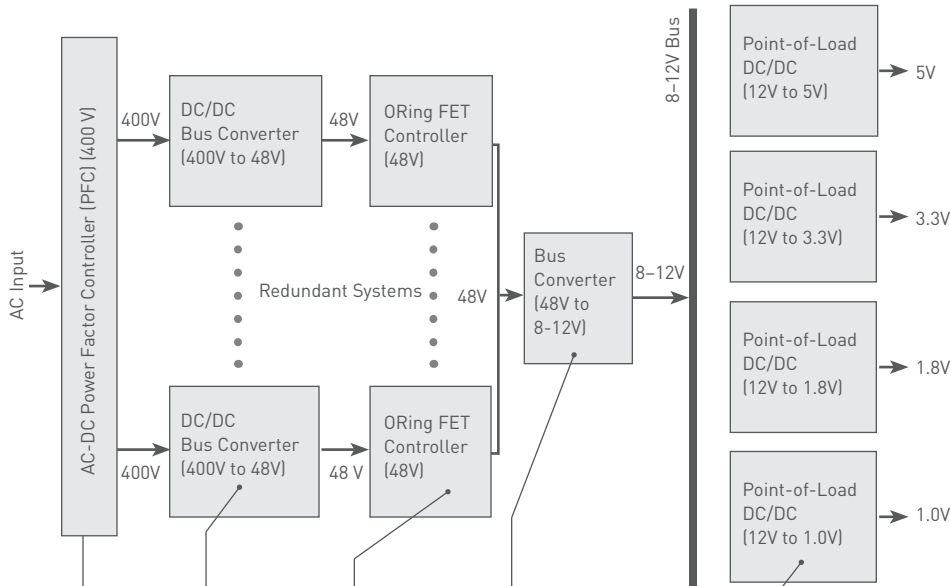 AC Input
AC-DC Power Factor Controller (PFC) (400 V)
400V
DC/DC
Bus Converter
(400V to 48V)
48V
ORing FET
Controller
(48V)
Redundant Systems
400V
DC/DC
Bus Converter
(400V to 48V)
48 V
ORing FET
Controller
(48V)
48V
Bus
Converter
(48V to
8-12V)
8–12V
8–12V Bus
Point-of-Load
DC/DC
(12V to 5V)
5V
Point-of-Load
DC/DC
(12V to 3.3V)
3.3V
Point-of-Load
DC/DC
(12V to 1.8V)
1.8V
Point-of-Load
DC/DC
(12V to 1.0V)
1.0V